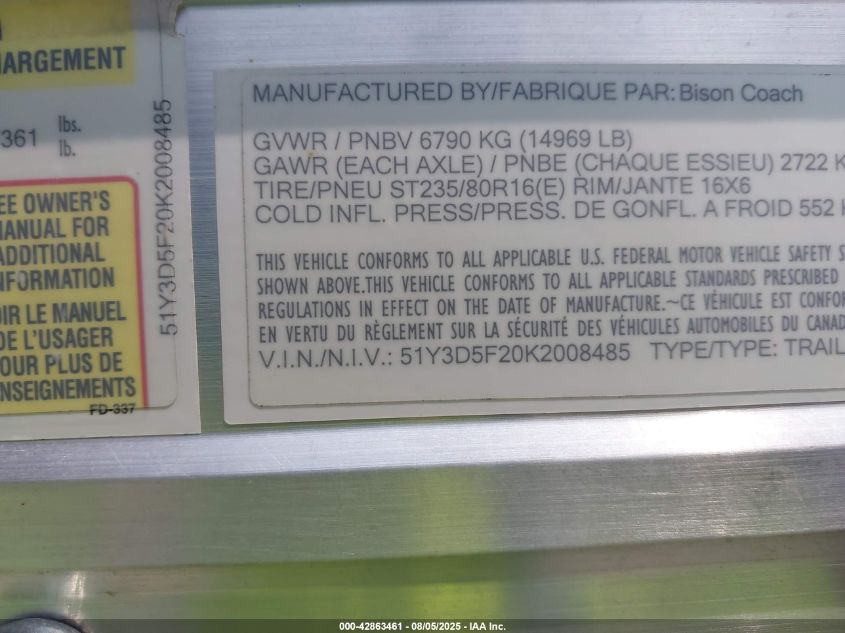 HARGEMENT
361 lbs.
lb.
EE OWNER'S
MANUAL FOR
ADDITIONAL
NFORMATION
OIR LE MANUEL
DE L'USAGER
POUR PLUS DE
NSEIGNEMENTS
FD-337
51Y3D5F20K2008485
MANUFACTURED BY/FABRIQUE PAR: Bison Coach
GVWR / PNBV 6790 KG (14969 LB)
GAWR (EACH AXLE) / PNBE (CHAQUE ESSIEU) 2722 K
TIRE/PNEU ST235/80R16(E) RIM/JANTE 16X6
COLD INFL. PRESS/PRESS. DE GONFL. A FROID 552 K
THIS VEHICLE CONFORMS TO ALL APPLICABLE U.S. FEDERAL MOTOR VEHICLE SAFETY S
SHOWN ABOVE.THIS VEHICLE CONFORMS TO ALL APPLICABLE STANDARDS PRESCRIBED
REGULATIONS IN EFFECT ON THE DATE OF MANUFACTURE.~CE VÉHICULE EST CONFOR
EN VERTU DU RÈGLEMENT SUR LA SÉCURITÉ DES VÉHICULES AUTOMOBILES DU CANAD
V.I.N./N.I.V.: 51Y3D5F20K2008485 TYPE/TYPE: TRAIL
000-42863461 - 08/05/2025 - IAA Inc.